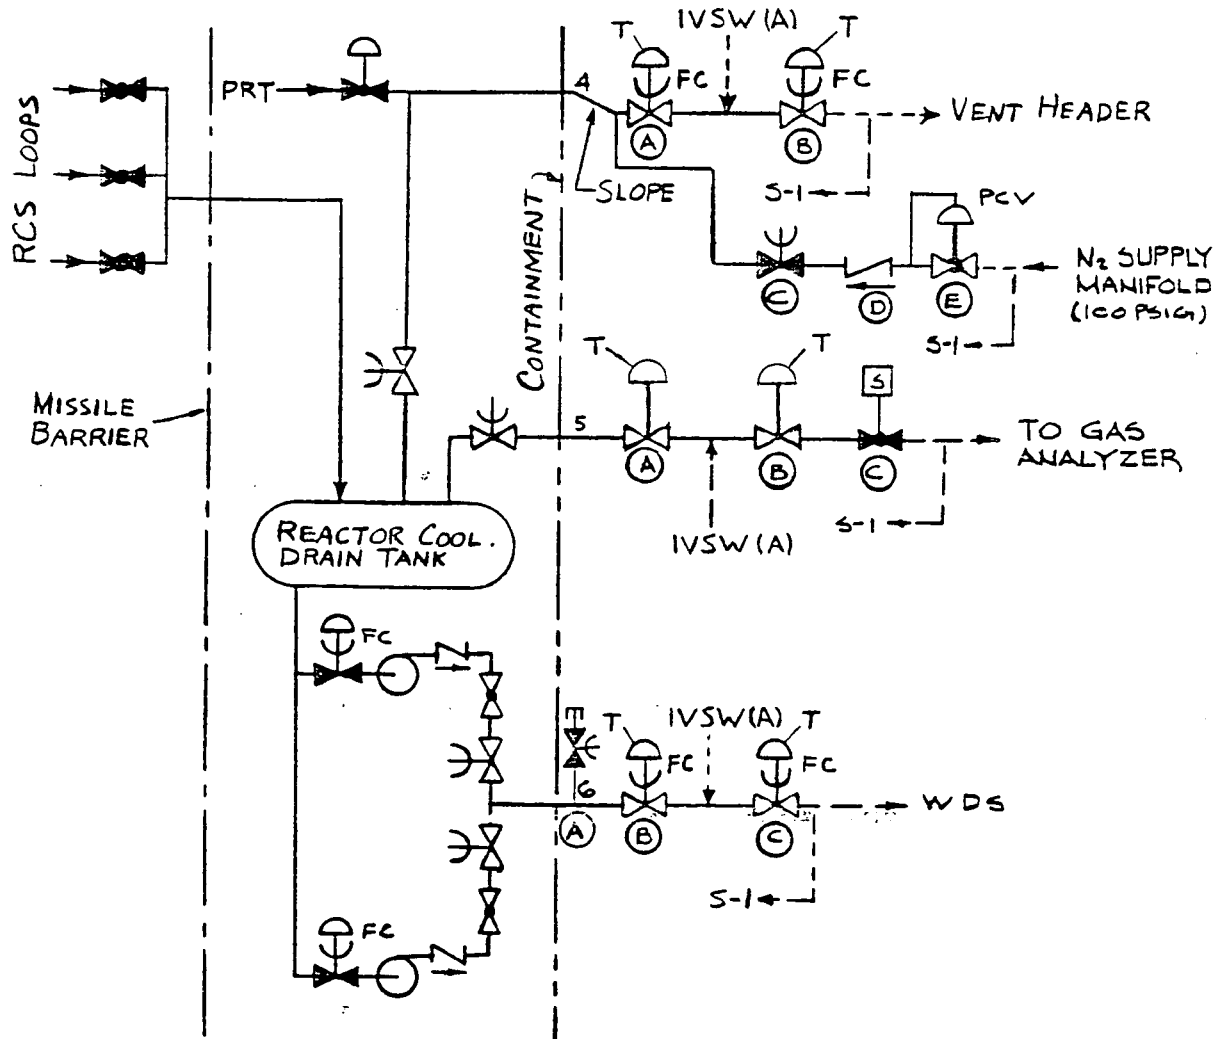 IVSW (A)
T
T
FC
FC
PRT
4
VENT HEADER
A
B
RCS LOOPS
S-1
SLOPE
CONTAINMENT
PCV
N₂ SUPPLY
MANIFOLD
(100 PSIG)
C
D
E
S-1
T
T
S
MISSILE
BARRIER
5
TO GAS
ANALYZER
A
B
C
S-1
IVSW (A)
REACTOR COOL.
DRAIN TANK
FC
T
IVSW (A)
T
FC
FC
6
WDS
A
B
C
S-1
FC